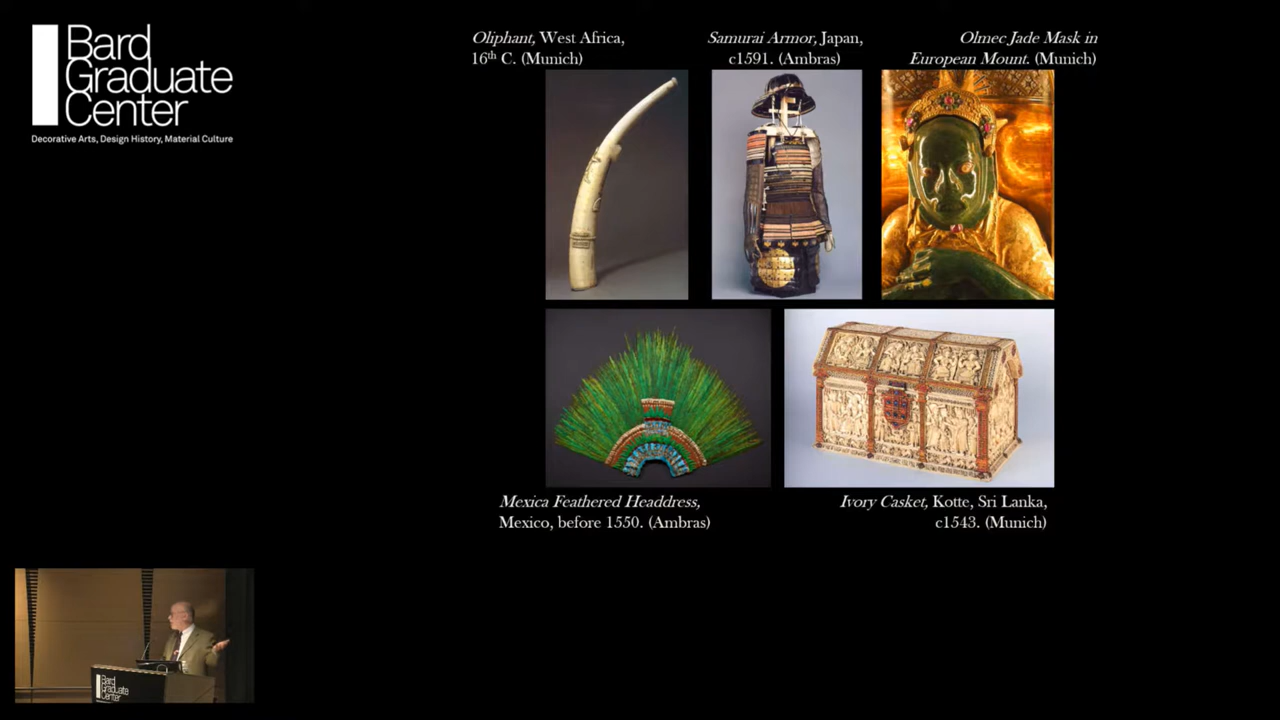 Bard
Graduate
Center
Decorative Arts, Design History, Material Culture
Oliphant, West Africa,
16th C. (Munich)
Samurai Armor, Japan,
c1591. (Ambras)
Olmec Jade Mask in
European Mount. (Munich)
Mexica Feathered Headdress,
Mexico, before 1550. (Ambras)
Ivory Casket, Kotte, Sri Lanka,
c1543. (Munich)
Bard
Graduate
Center